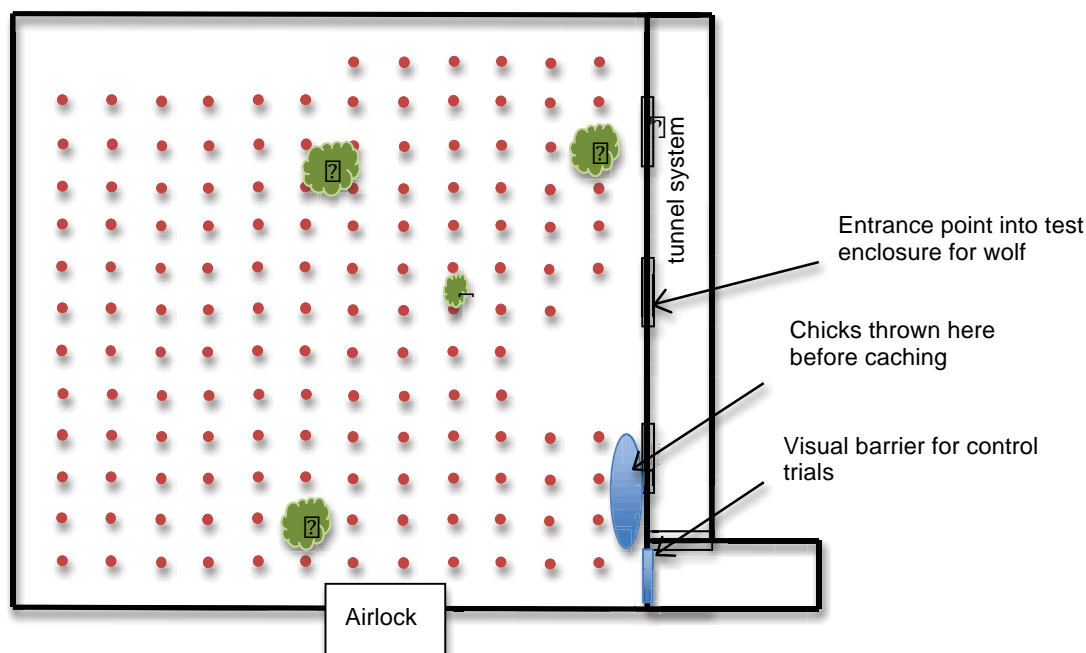 tunnel system
Entrance point into test
enclosure for wolf
Chicks thrown here
before caching
Visual barrier for control
trials
Airlock